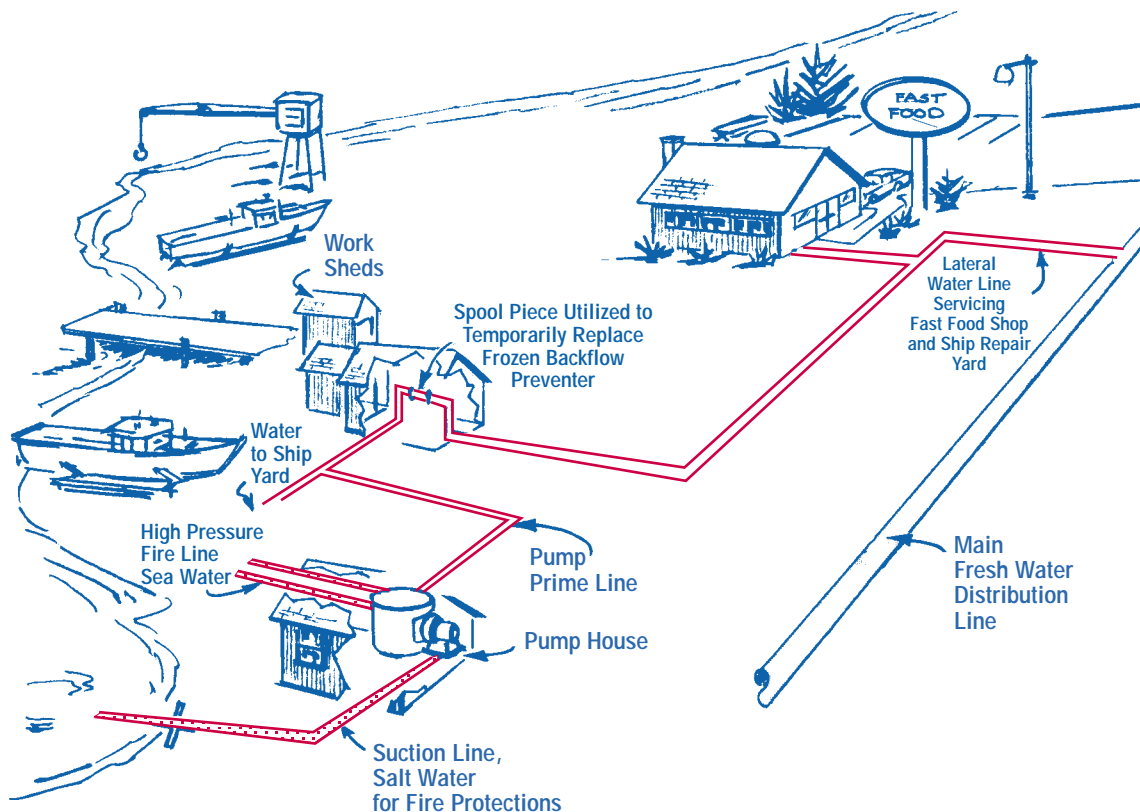 FAST
FOOD
Work
Sheds
Spool Piece Utilized to
Temporarily Replace
Frozen Backflow
Preventer
Lateral
Water Line
Servicing
Fast Food Shop
and Ship Repair
Yard
Water
to Ship
Yard
High Pressure
Fire Line
Sea Water
Pump
Prime Line
Main
Fresh Water
Distribution
Line
Pump House
Suction Line,
Salt Water
for Fire Protections